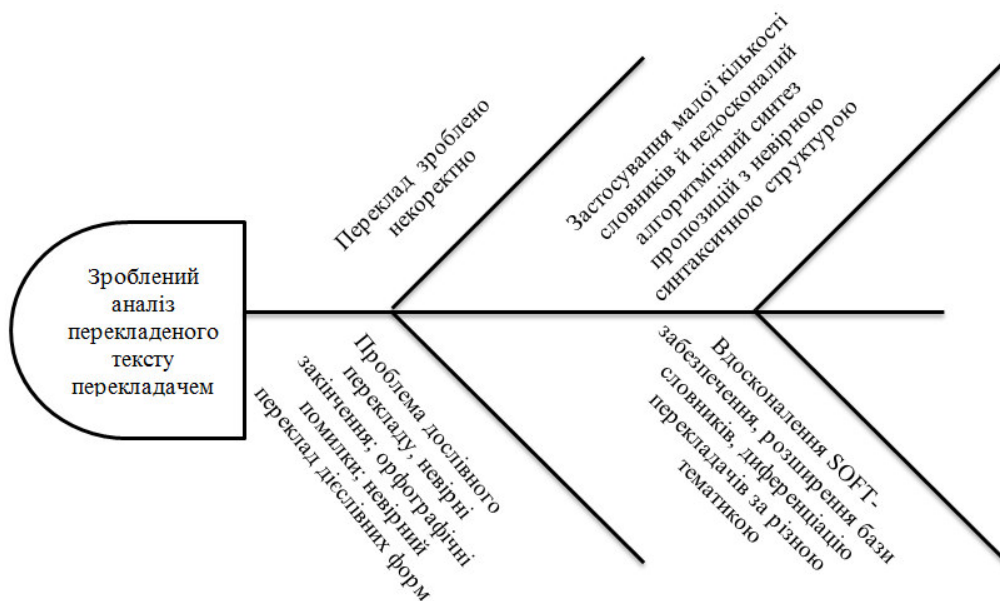 Зроблений
аналіз
перекладеного
тексту
перекладачем
Переклад зроблено
некоректно
Застосування малої кількості
словників й недосконалий
алгоритмічний синтез
пропозицій з невірною
синтаксичною структурою
Проблема дослівного
перекладу, невірні
закінчення; орфографічні
помилки; невірний
переклад дієслівних форм
Вдосконалення SOFT-
забезпечення, розширення бази
словників, диференціацію
перекладачів за різною
тематикою